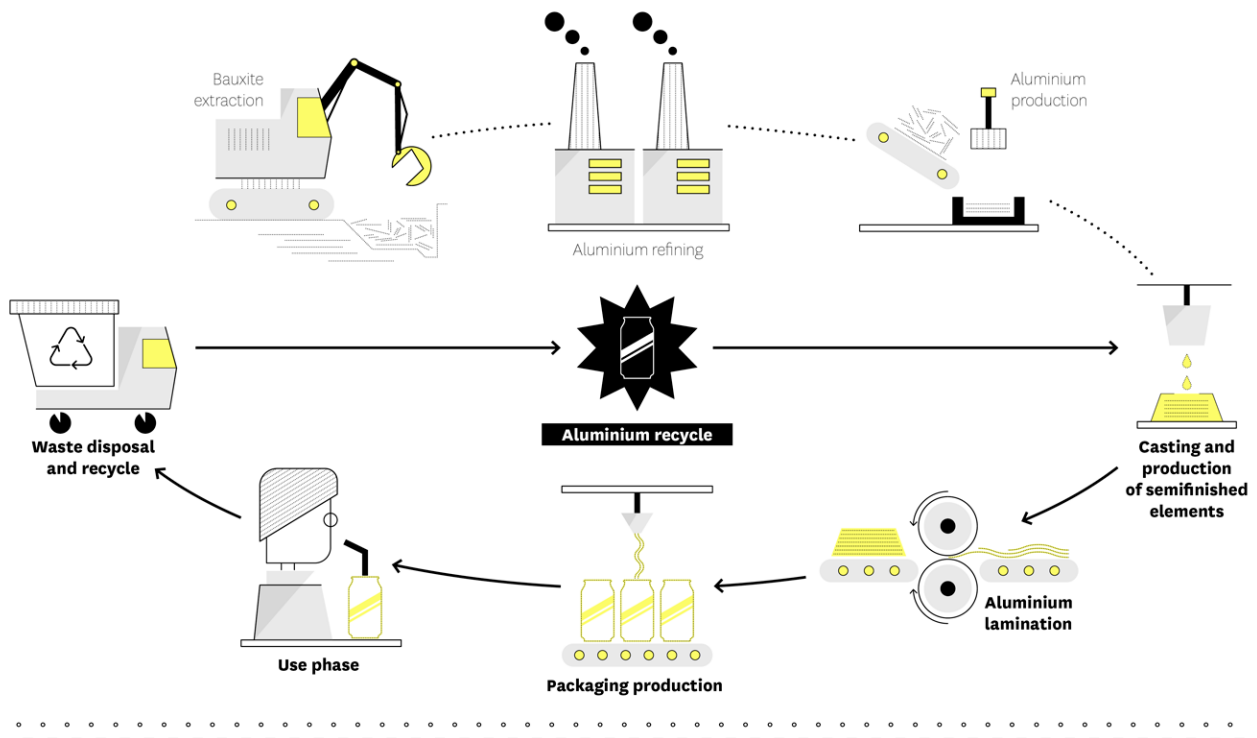 Bauxite
extraction
Aluminium
production
Aluminium refining
Aluminium recycle
Waste disposal
and recycle
Casting and
production
of semifinished
elements
Aluminium
lamination
Use phase
Packaging production